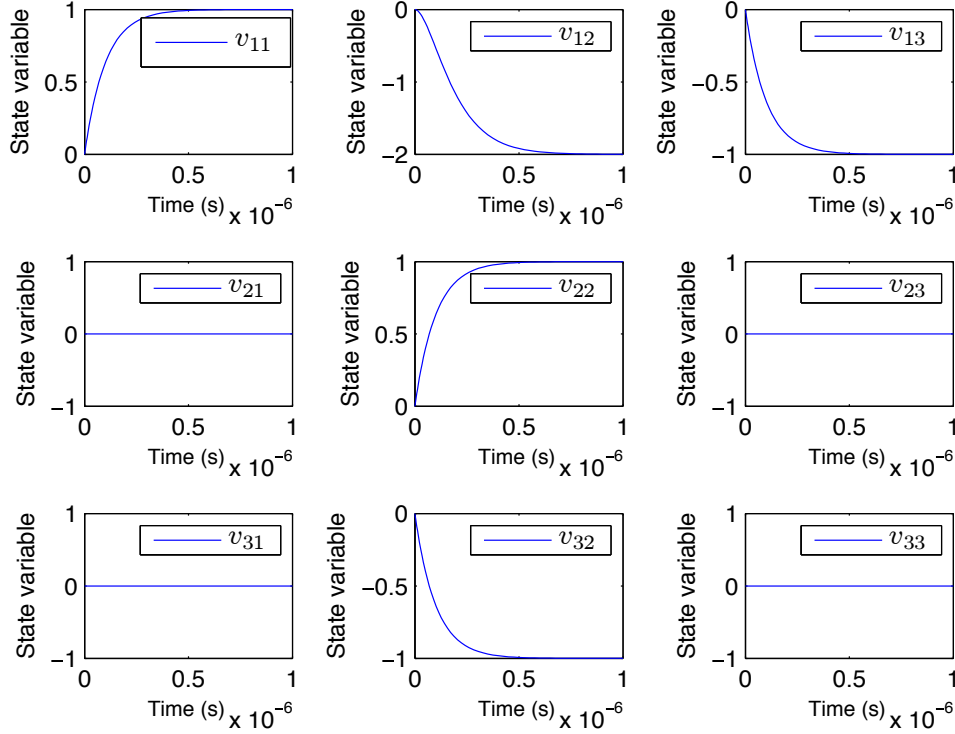 State variable
1
0.5
0
v11
0 0.5 1
Time (s)
x 10−6
State variable
0
−1
−2
v12
0 0.5 1
Time (s)
x 10−6
State variable
0
−0.5
−1
v13
0 0.5 1
Time (s)
x 10−6
State variable
1
0
−1
v21
0 0.5 1
Time (s)
x 10−6
State variable
1
0.5
0
v22
0 0.5 1
Time (s)
x 10−6
State variable
1
0
−1
v23
0 0.5 1
Time (s)
x 10−6
State variable
1
0
−1
v31
0 0.5 1
Time (s)
x 10−6
State variable
0
−0.5
−1
v32
0 0.5 1
Time (s)
x 10−6
State variable
1
0
−1
v33
0 0.5 1
Time (s)
x 10−6